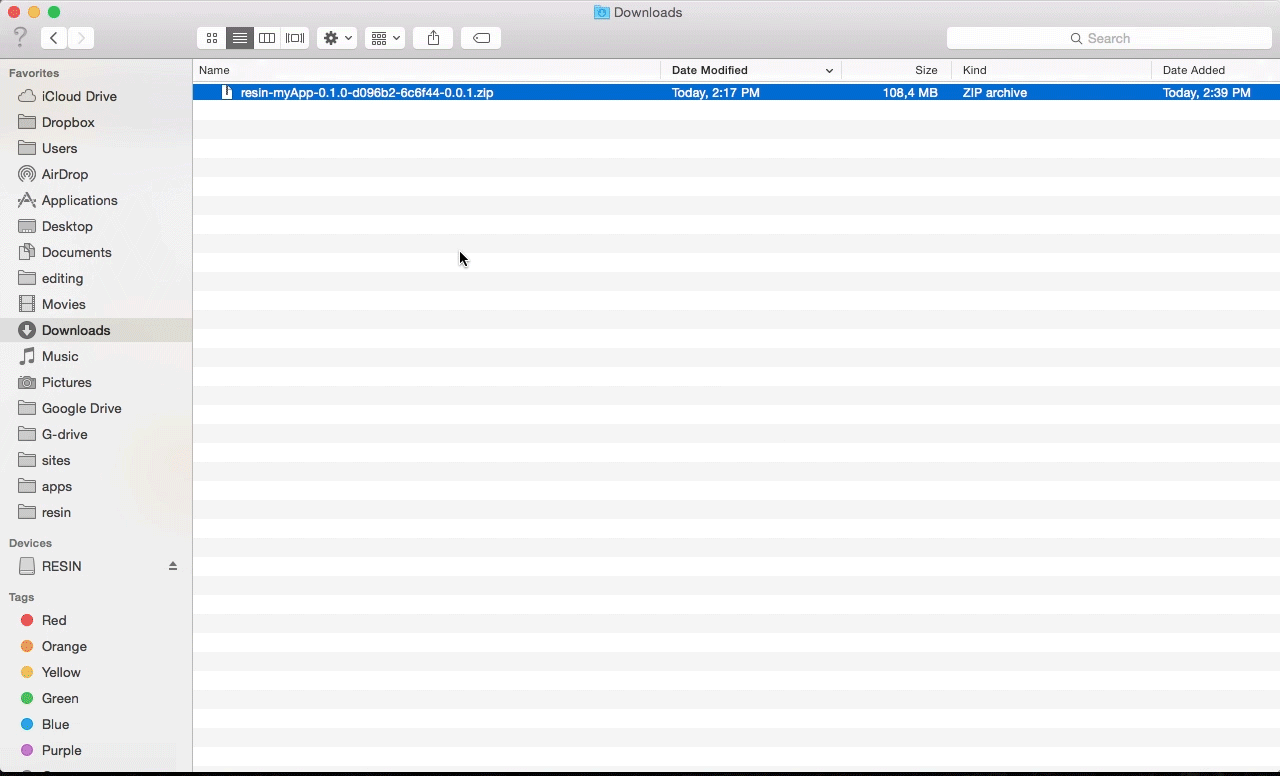 Downloads
?
Search
Name Date Modified Size Kind Date Added
resin-myApp-0.1.0-d096b2-6c6f44-0.0.1.zip Today, 2:17 PM 108,4 MB ZIP archive Today, 2:39 PM
Favorites
iCloud Drive
Dropbox
Users
AirDrop
Applications
Desktop
Documents
editing
Movies
Downloads
Music
Pictures
Google Drive
G-drive
sites
apps
resin
Devices
RESIN
Tags
Red
Orange
Yellow
Green
Blue
Purple